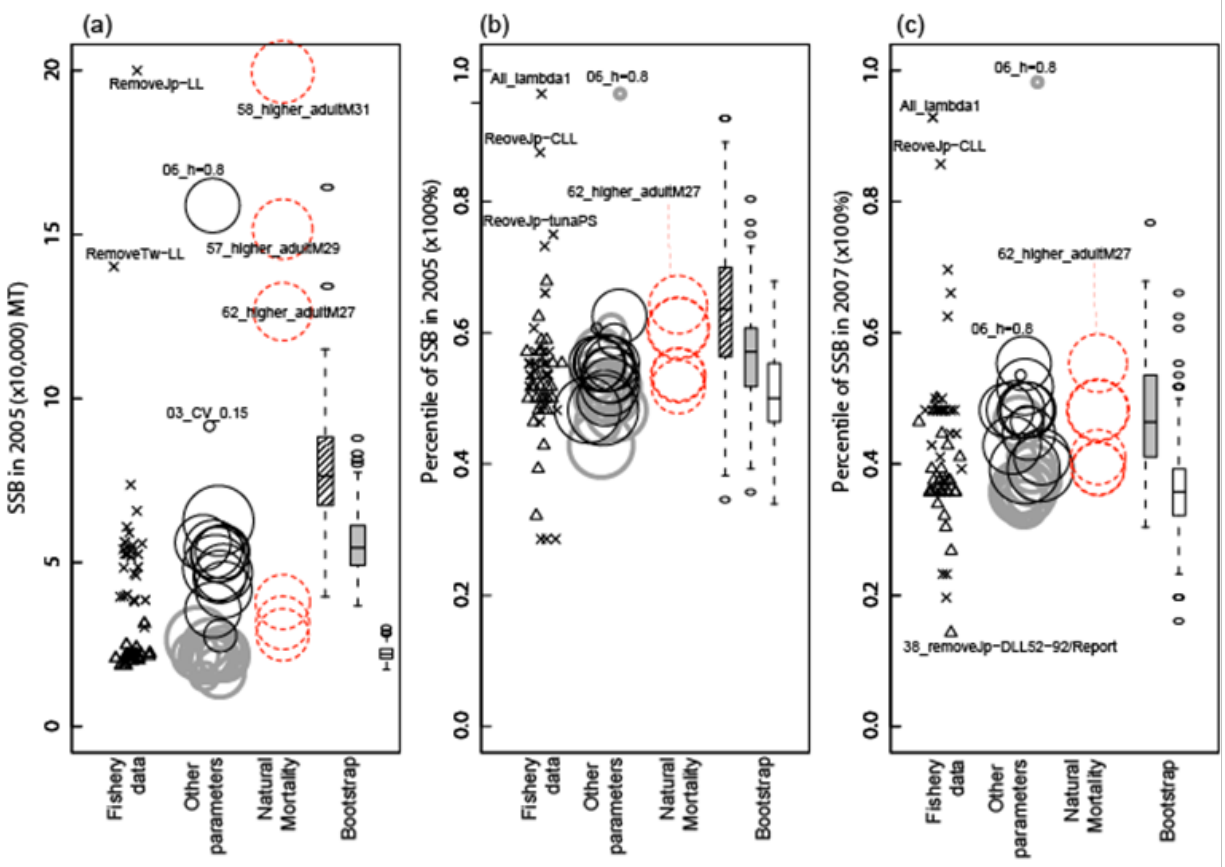 (a)
SSB in 2005 (x10,000) MT)
20
15
10
5
0
RemoveJp-LL
58_higher_adultM31
06_h=0.8
57_higher_adultM29
RemoveTw-LL
62_higher_adultM27
03_CV_0.15
Fishery
data
Other
parameters
Natural
Mortality
Bootstrap
(b)
Percentile of SSB in 2005 (x100%)
1.0
0.8
0.6
0.4
0.2
0.0
All_lambda1
06_h=0.8
ReoveJp-CLL
62_higher_adultM27
ReoveJp-tunaPS
Fishery
data
Other
parameters
Natural
Mortality
Bootstrap
(c)
Percentile of SSB in 2007 (x100%)
1.0
0.8
0.6
0.4
0.2
0.0
06_h=0.8
All_lambda1
ReoveJp-CLL
62_higher_adultM27
06_h=0.8
38_removeJp-DLL52-92/Report
Fishery
data
Other
parameters
Natural
Mortality
Bootstrap